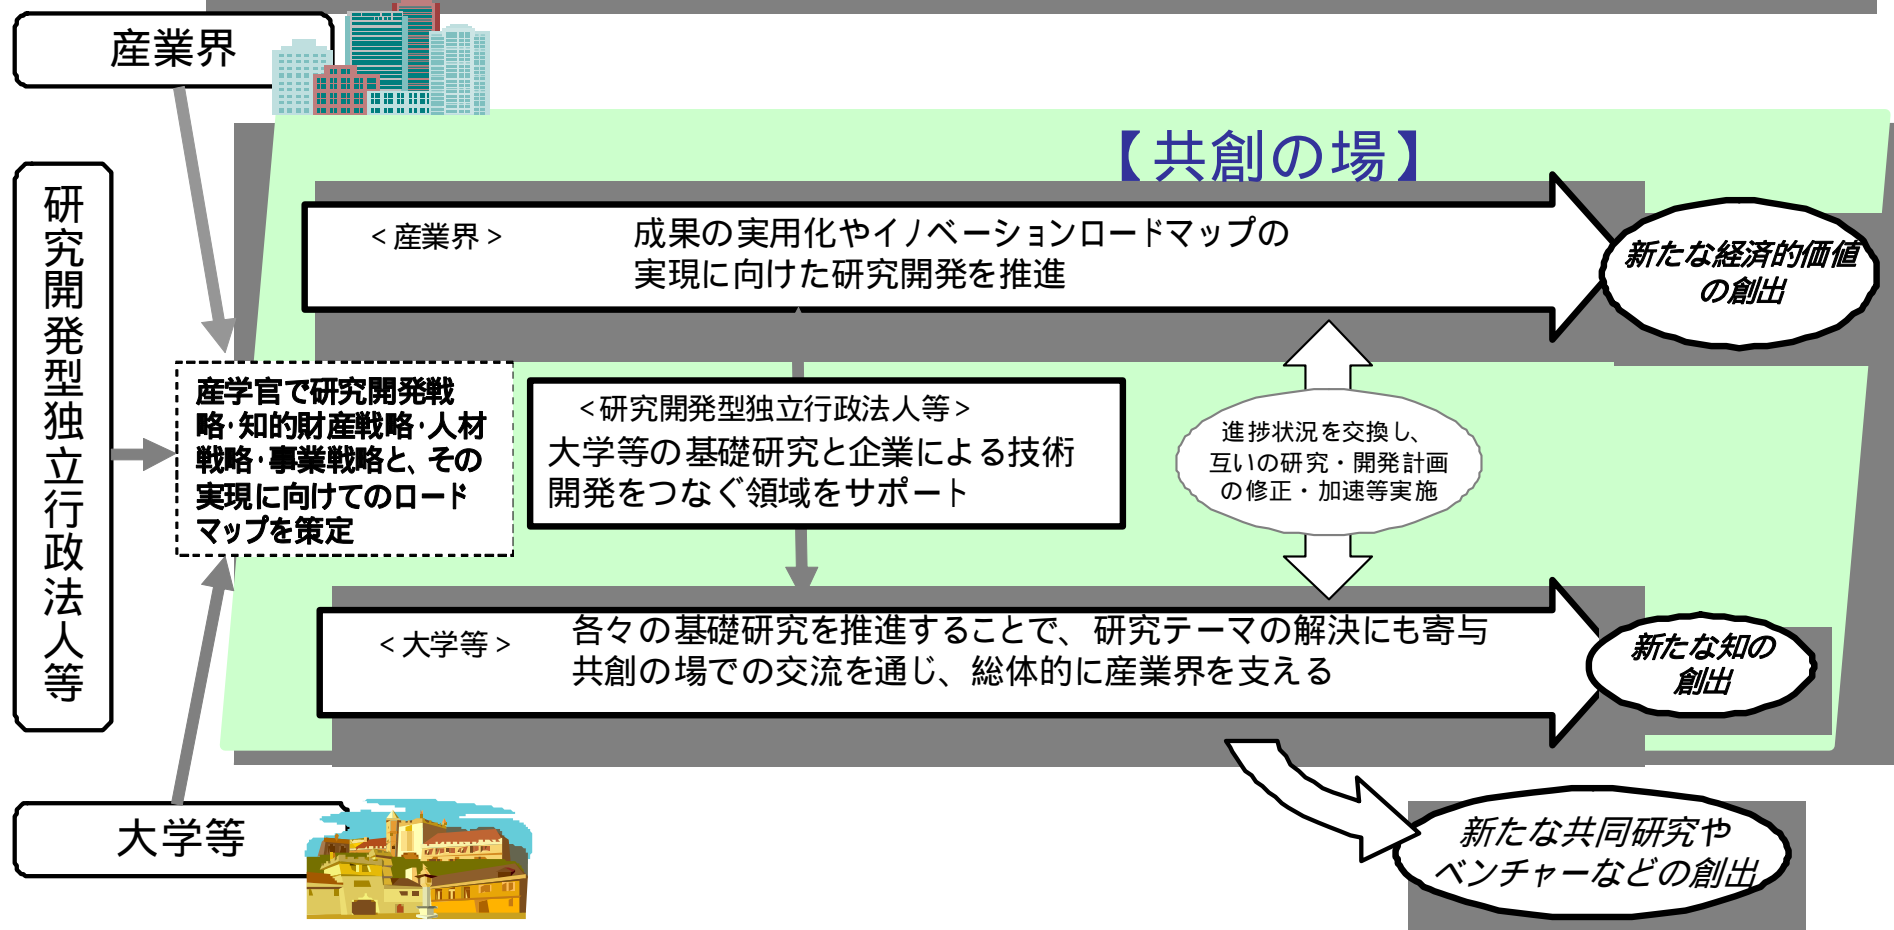 産業界
【共創の場】
研究開発型独立行政法人等
＜産業界＞
成果の実用化やイノベーションロードマップの
実現に向けた研究開発を推進
新たな経済的価値
の創出
産学官で研究開発戦
略・知的財産戦略・人材
戦略・事業戦略と、その
実現に向けてのロード
マップを策定
＜研究開発型独立行政法人等＞
大学等の基礎研究と企業による技術
開発をつなぐ領域をサポート
進捗状況を交換し、
互いの研究・開発計画
の修正・加速等実施
＜大学等＞
各々の基礎研究を推進することで、研究テーマの解決にも寄与
共創の場での交流を通じ、総体的に産業界を支える
新たな知の
創出
大学等
新たな共同研究や
ベンチャーなどの創出